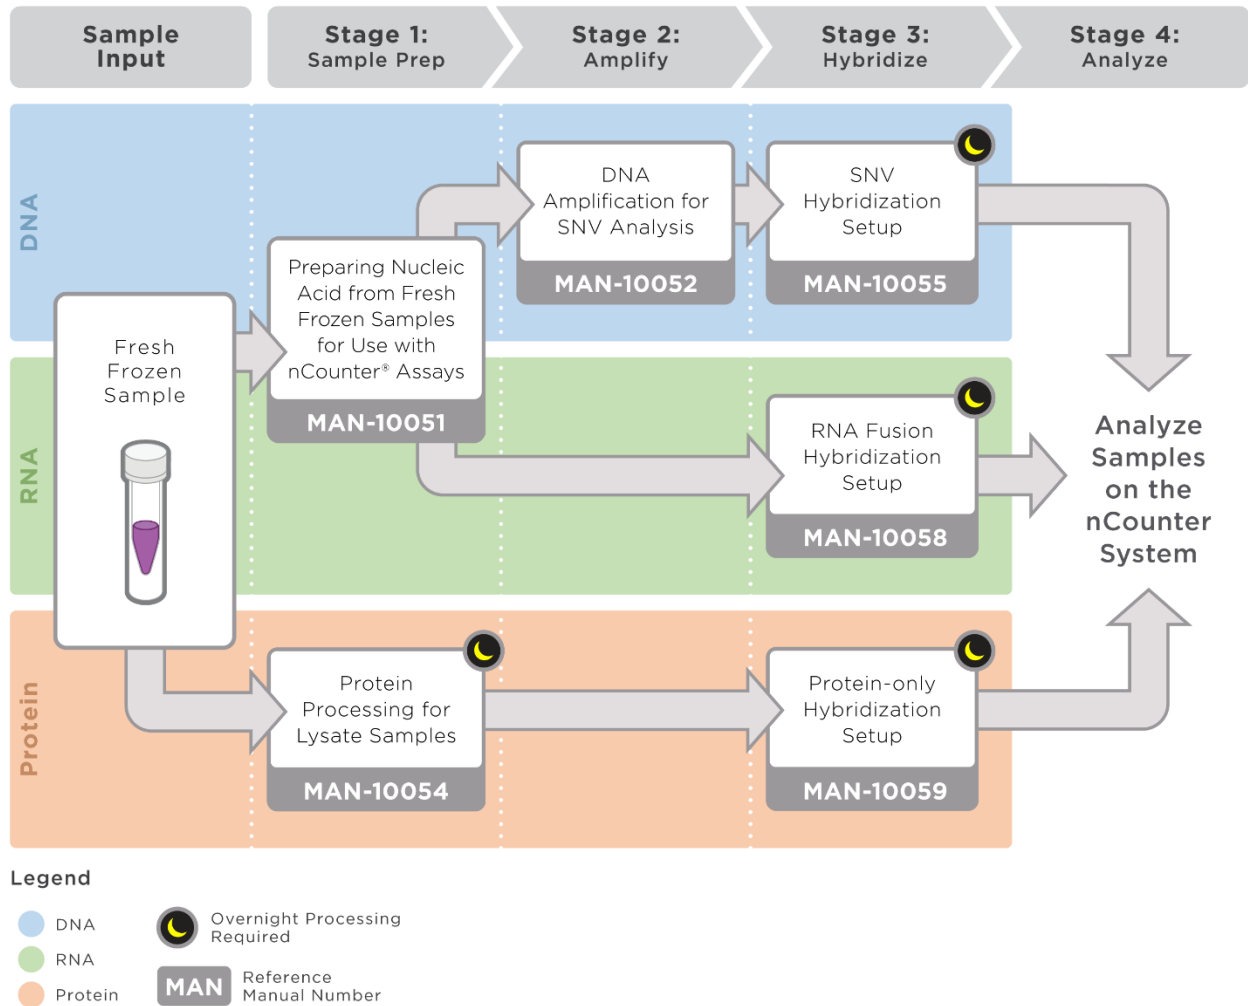 Sample
Input
Stage 1:
Sample Prep
Stage 2:
Amplify
Stage 3:
Hybridize
Stage 4:
Analyze
DNA
DNA
Amplification for
SNV Analysis
MAN-10052
SNV
Hybridization
Setup
MAN-10055
Preparing Nucleic
Acid from Fresh
Frozen Samples
for Use with
nCounter® Assays
MAN-10051
Fresh
Frozen
Sample
RNA
RNA Fusion
Hybridization
Setup
MAN-10058
Analyze
Samples
on the
nCounter
System
Protein
Protein
Processing for
Lysate Samples
MAN-10054
Protein-only
Hybridization
Setup
MAN-10059
Legend
DNA
RNA
Protein
Overnight Processing
Required
MAN
Reference
Manual Number